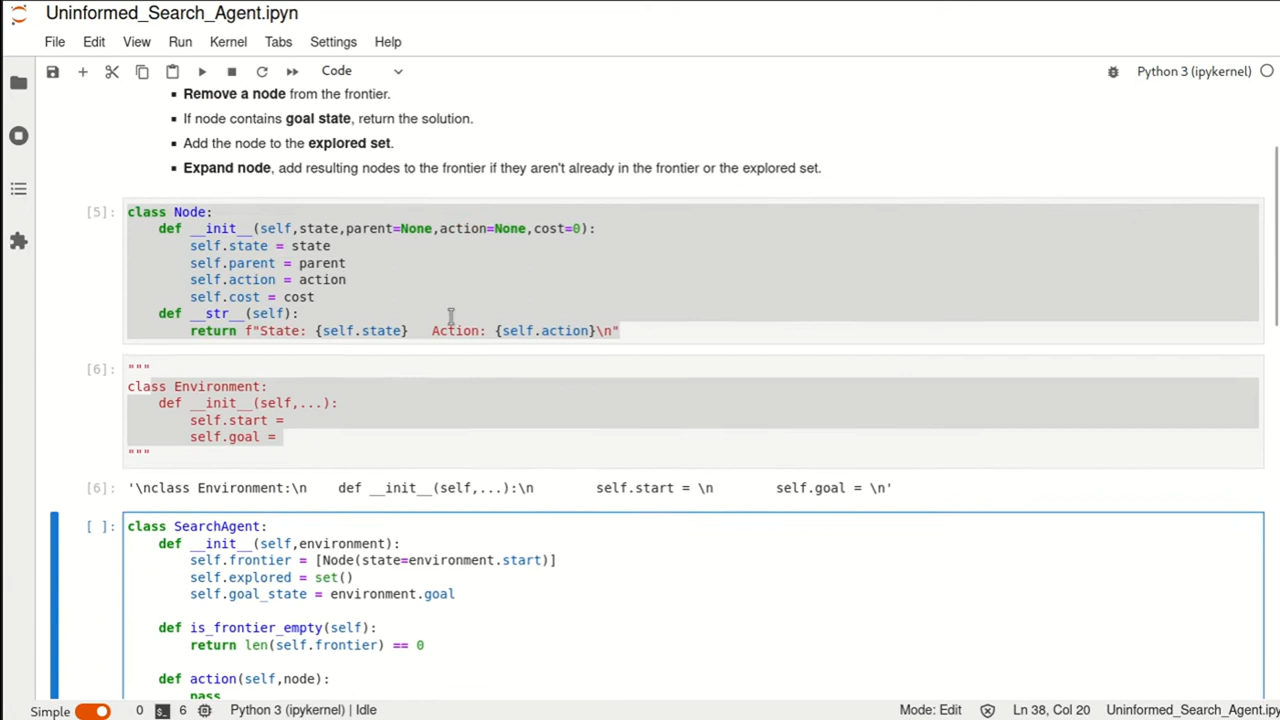 Uninformed_Search_Agent.ipyn
File Edit View Run Kernel Tabs Settings Help
Code Python 3 (ipykernel)
Remove a node from the frontier.
If node contains goal state, return the solution.
Add the node to the explored set.
Expand node, add resulting nodes to the frontier if they aren't already in the frontier or the explored set.
[5]: class Node:
def __init__(self,state,parent=None,action=None,cost=0):
self.state = state
self.parent = parent
self.action = action
self.cost = cost
def __str__(self):
return f"State: {self.state}   Action: {self.action}\n"
[6]: """
class Environment:
def __init__(self,...):
self.start =
self.goal =
"""
[6]: '\nclass Environment:\n    def __init__(self,...):\n        self.start = \n        self.goal = \n'
[ ]: class SearchAgent:
def __init__(self,environment):
self.frontier = [Node(state=environment.start)]
self.explored = set()
self.goal_state = environment.goal
def is_frontier_empty(self):
return len(self.frontier) == 0
def action(self,node):
pass
Simple 0 6 Python 3 (ipykernel) | Idle Mode: Edit Ln 38, Col 20 Uninformed_Search_Agent.ipy